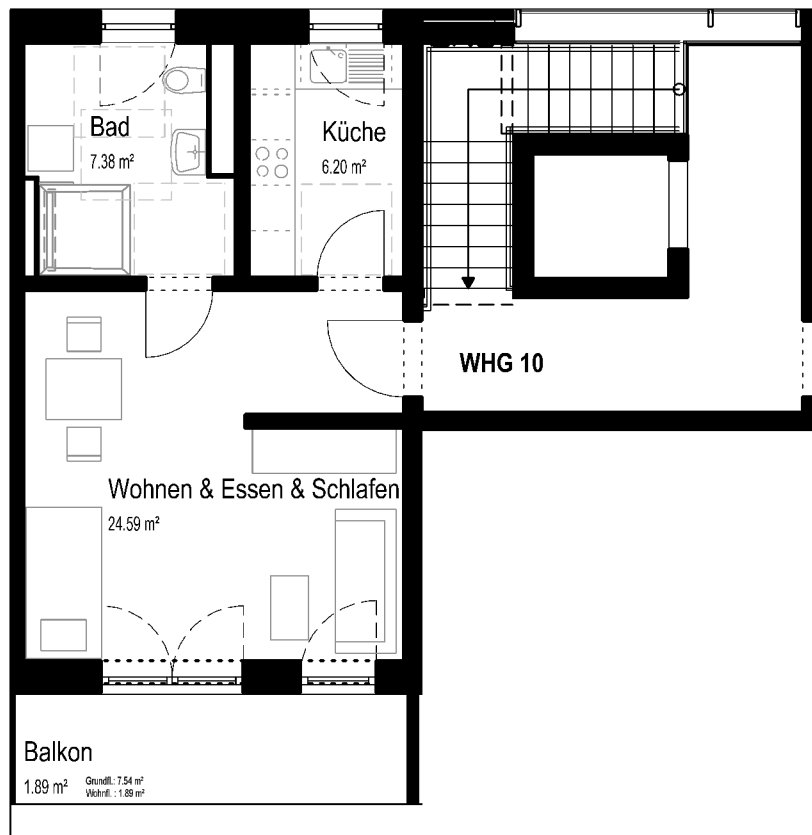 Bad
7.38 m²
Küche
6.20 m²
WHG 10
Wohnen & Essen & Schlafen
24.59 m²
Balkon
1.89 m²
Grundfl.: 7.54 m²
Wohnfl. : 1.89 m²